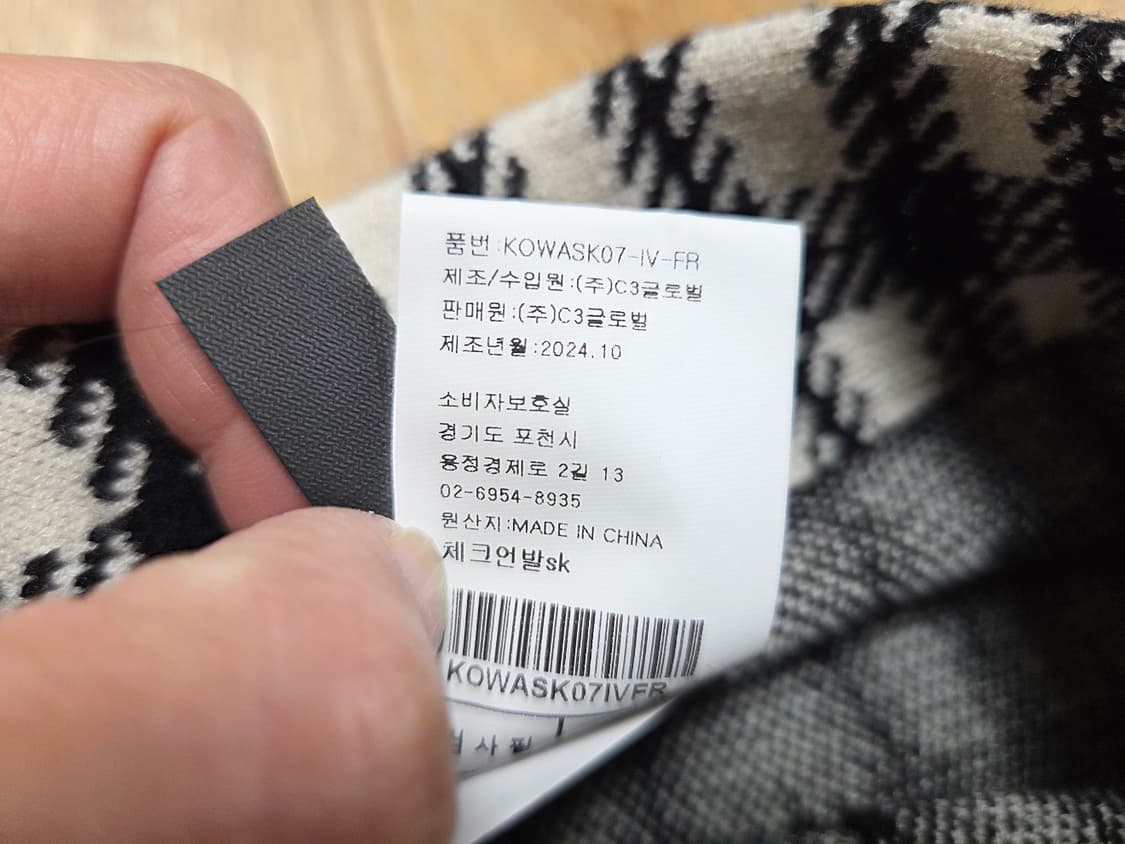 품번:KOWASK07-IV-FR
제조/수입원:(주)C3글로벌
판매원:(주)C3글로벌
제조년월:2024.10
소비자보호실
경기도 포천시
용정경제로 2길 13
02-6954-8935
원산지:MADE IN CHINA
체크언발sk
KOWASK07IVFR
검사필